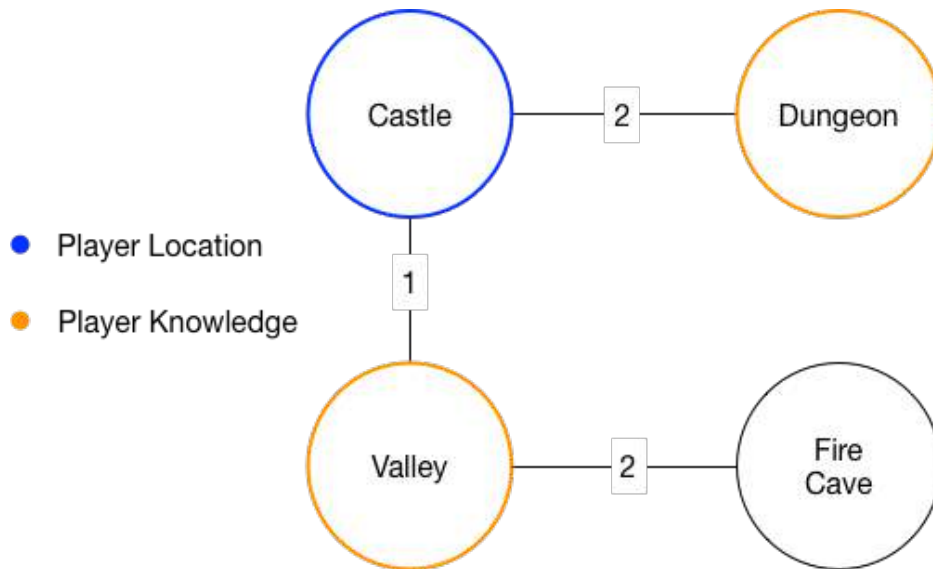 Castle
2
Dungeon
Player Location
1
Player Knowledge
Valley
2
Fire
Cave